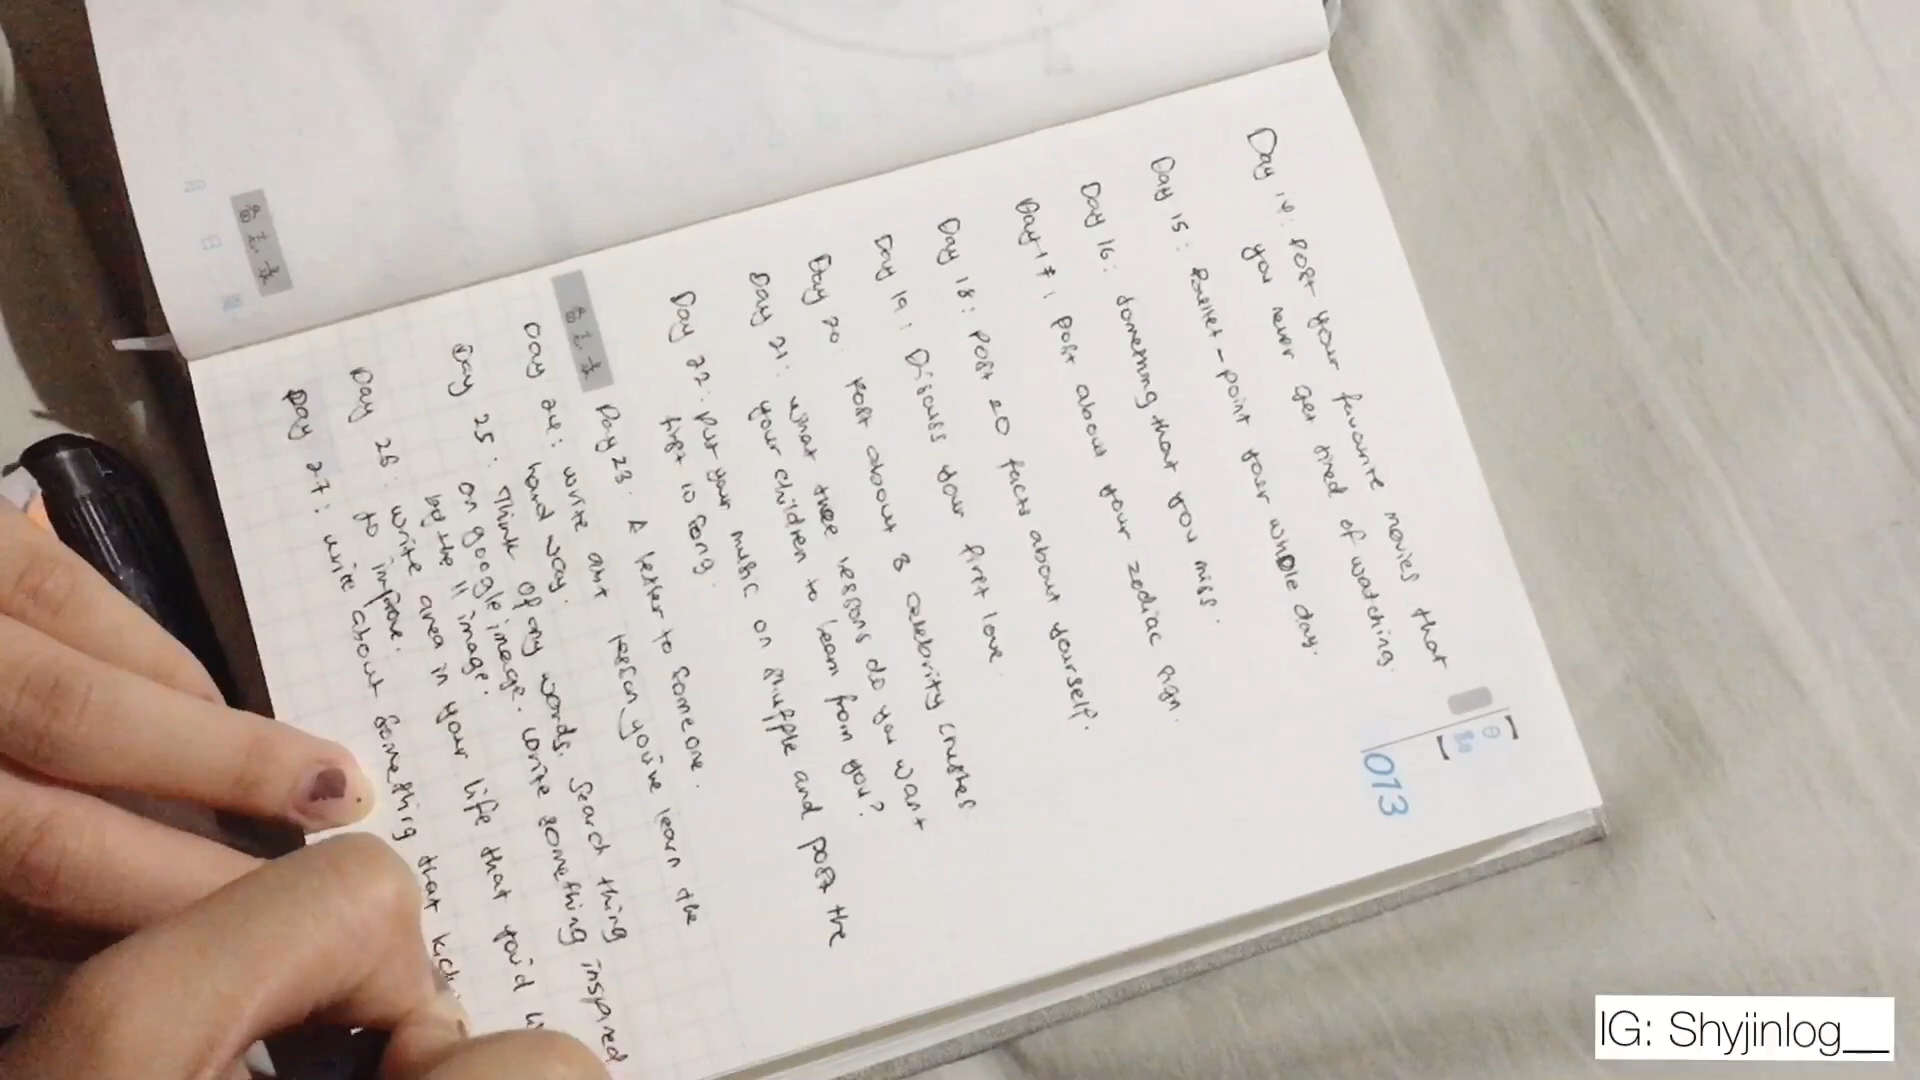 013
Day 14: Post your favorite movies that
you never get tired of watching.
Day 15: Bullet-point your whole day.
Day 16: Something that you miss.
Day 17: post about your zodiac sign.
Day 18: Post 20 facts about yourself.
Day 19: Discuss your first love.
Day 20: Post about 3 celebrity crushes
Day 21: what three lessons do you want
your children to learn from you?
Day 22: Put your music on shuffle and post the
first 10 song.
Day 23: A letter to someone.
Day 24: write abt lesson you've learn the
hard way.
Day 25: Think of any words. Search thing
on google image. write something inspired
by the 11 image.
Day 26: write area in your life that you'd
to improve.
Day 27: write about something that
IG: Shyjinlog__